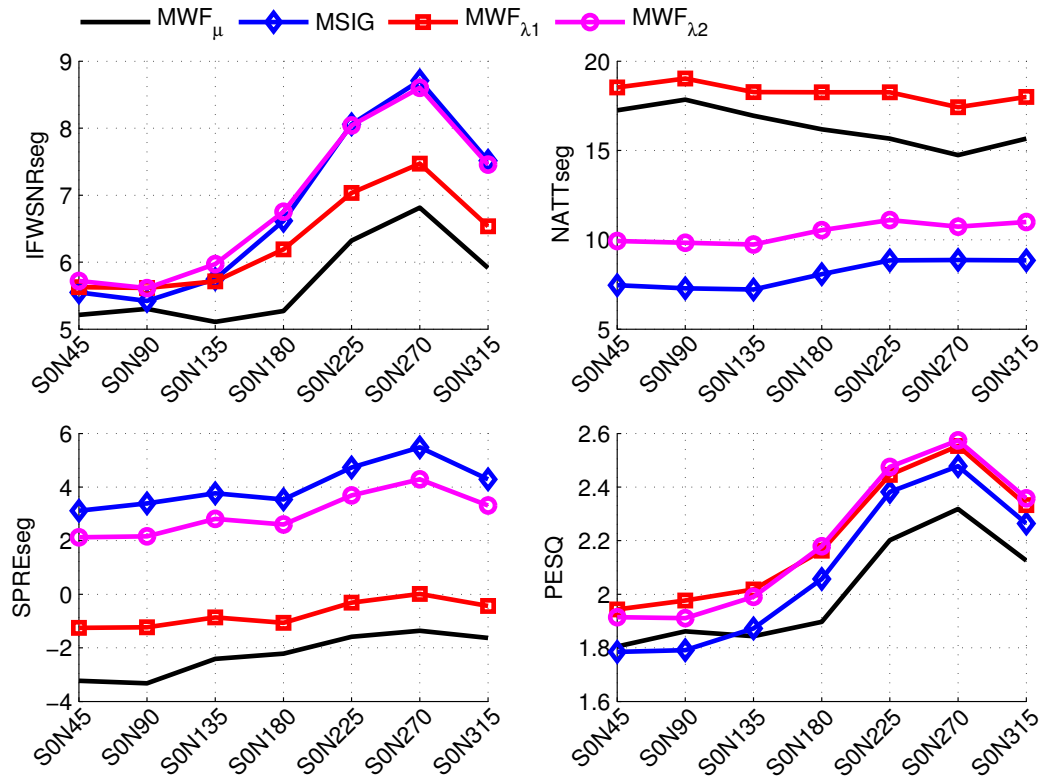 MWFμ MSIG MWFλ1 MWFλ2
IFWSNRseg
9
8
7
6
5
S0N45 S0N90 S0N135 S0N180 S0N225 S0N270 S0N315
NATTseg
20
15
10
5
S0N45 S0N90 S0N135 S0N180 S0N225 S0N270 S0N315
SPREseg
6
4
2
0
−2
−4
S0N45 S0N90 S0N135 S0N180 S0N225 S0N270 S0N315
PESQ
2.6
2.4
2.2
2
1.8
1.6
S0N45 S0N90 S0N135 S0N180 S0N225 S0N270 S0N315